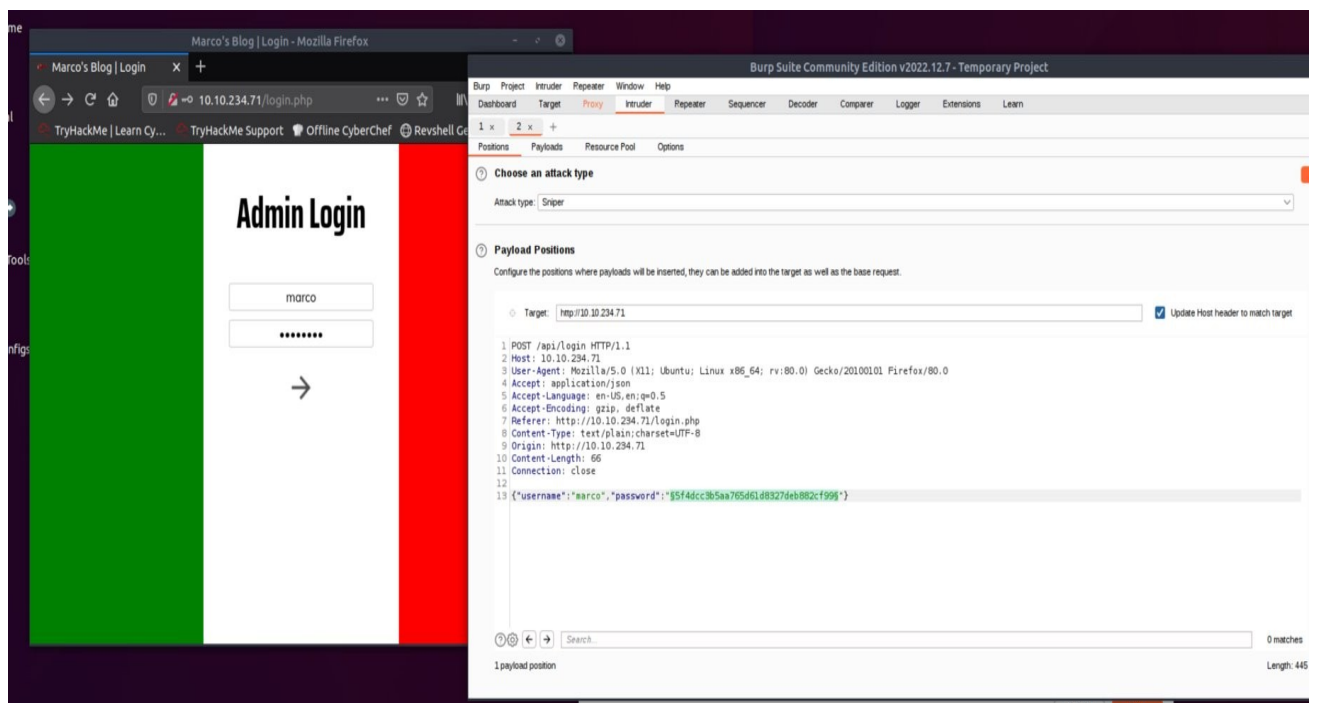 me
Marco's Blog | Login - Mozilla Firefox
Marco's Blog | Login
10.10.234.71/login.php
TryHackMe | Learn Cy... TryHackMe Support Offline CyberChef Revshell Ge
Admin Login
marco
••••••••
Tools
nfigs
Burp Suite Community Edition v2022.12.7 - Temporary Project
Burp Project Intruder Repeater Window Help
Dashboard Target Proxy Intruder Repeater Sequencer Decoder Comparer Logger Extensions Learn
1 × 2 × +
Positions Payloads Resource Pool Options
Choose an attack type
Attack type: Sniper
Payload Positions
Configure the positions where payloads will be inserted, they can be added into the target as well as the base request.
Target: http://10.10.234.71 Update Host header to match target
1 POST /api/login HTTP/1.1
2 Host: 10.10.234.71
3 User-Agent: Mozilla/5.0 (X11; Ubuntu; Linux x86_64; rv:80.0) Gecko/20100101 Firefox/80.0
4 Accept: application/json
5 Accept-Language: en-US,en;q=0.5
6 Accept-Encoding: gzip, deflate
7 Referer: http://10.10.234.71/login.php
8 Content-Type: text/plain;charset=UTF-8
9 Origin: http://10.10.234.71
10 Content-Length: 66
11 Connection: close
12
13 {"username":"marco","password":"§5f4dcc3b5aa765d61d8327deb882cf99§"}
Search... 0 matches
1 payload position Length: 445